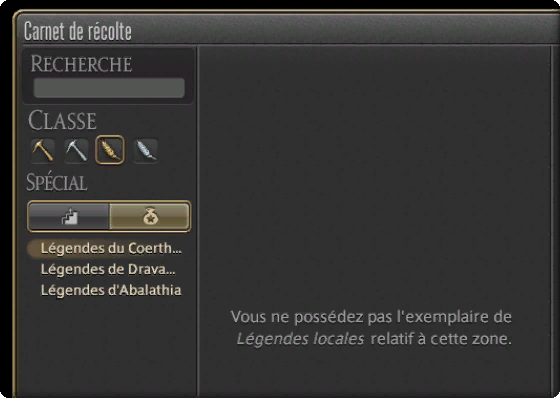 Carnet de récolte
RECHERCHE
CLASSE
SPÉCIAL
Légendes du Coerth...
Légendes de Drava...
Légendes d'Abalathia
Vous ne possédez pas l'exemplaire de
Légendes locales relatif à cette zone.